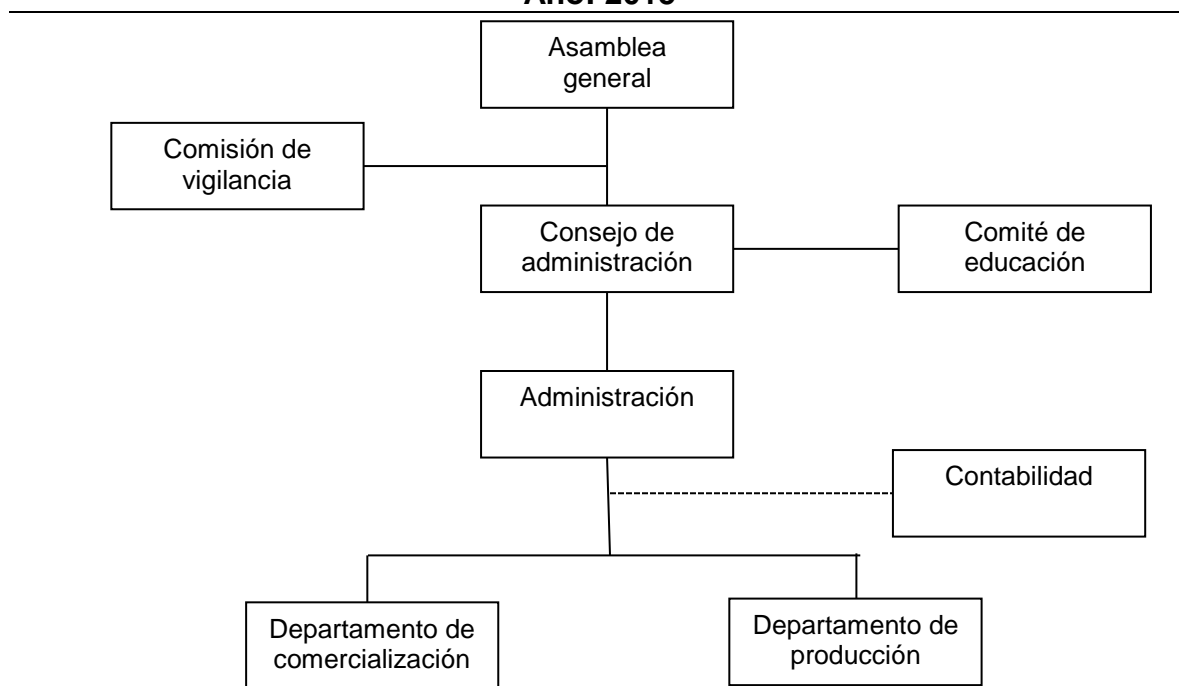 Asamblea
general
Comisión de
vigilancia
Consejo de
administración
Comité de
educación
Administración
Contabilidad
Departamento de
comercialización
Departamento de
producción